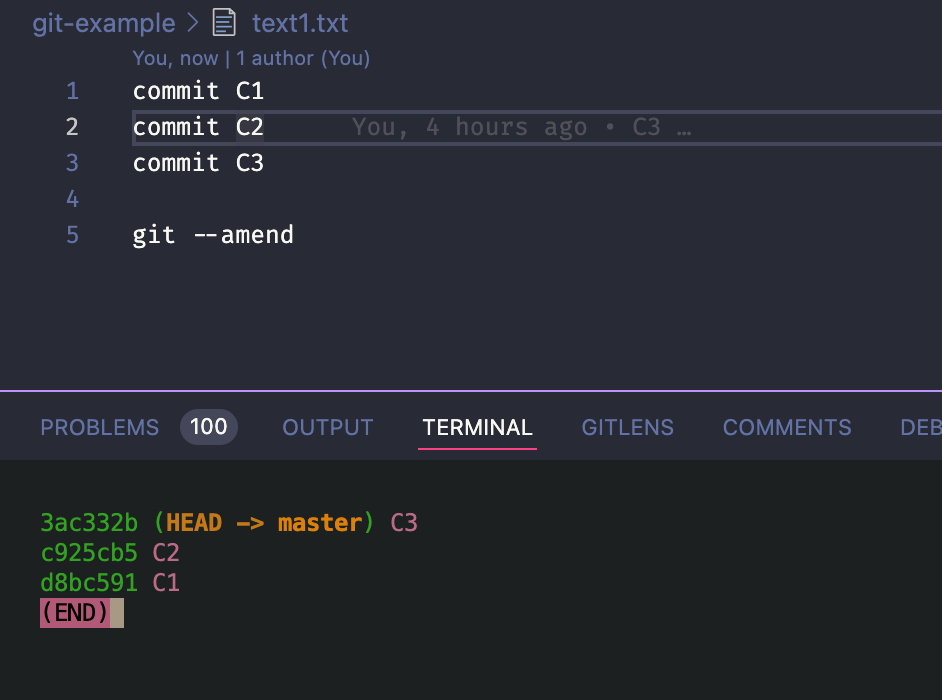 git-example > text1.txt
You, now | 1 author (You)
1 commit C1
2 commit C2 You, 4 hours ago • C3 …
3 commit C3
4
5 git --amend
PROBLEMS 100 OUTPUT TERMINAL GITLENS COMMENTS DEB
3ac332b (HEAD -> master) C3
c925cb5 C2
d8bc591 C1
(END)